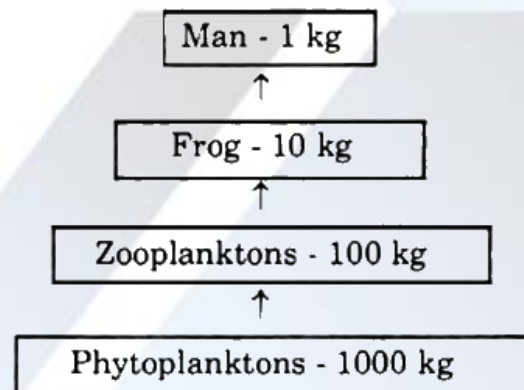 Man - 1 kg
↑
Frog - 10 kg
↑
Zooplanktons - 100 kg
↑
Phytoplanktons - 1000 kg